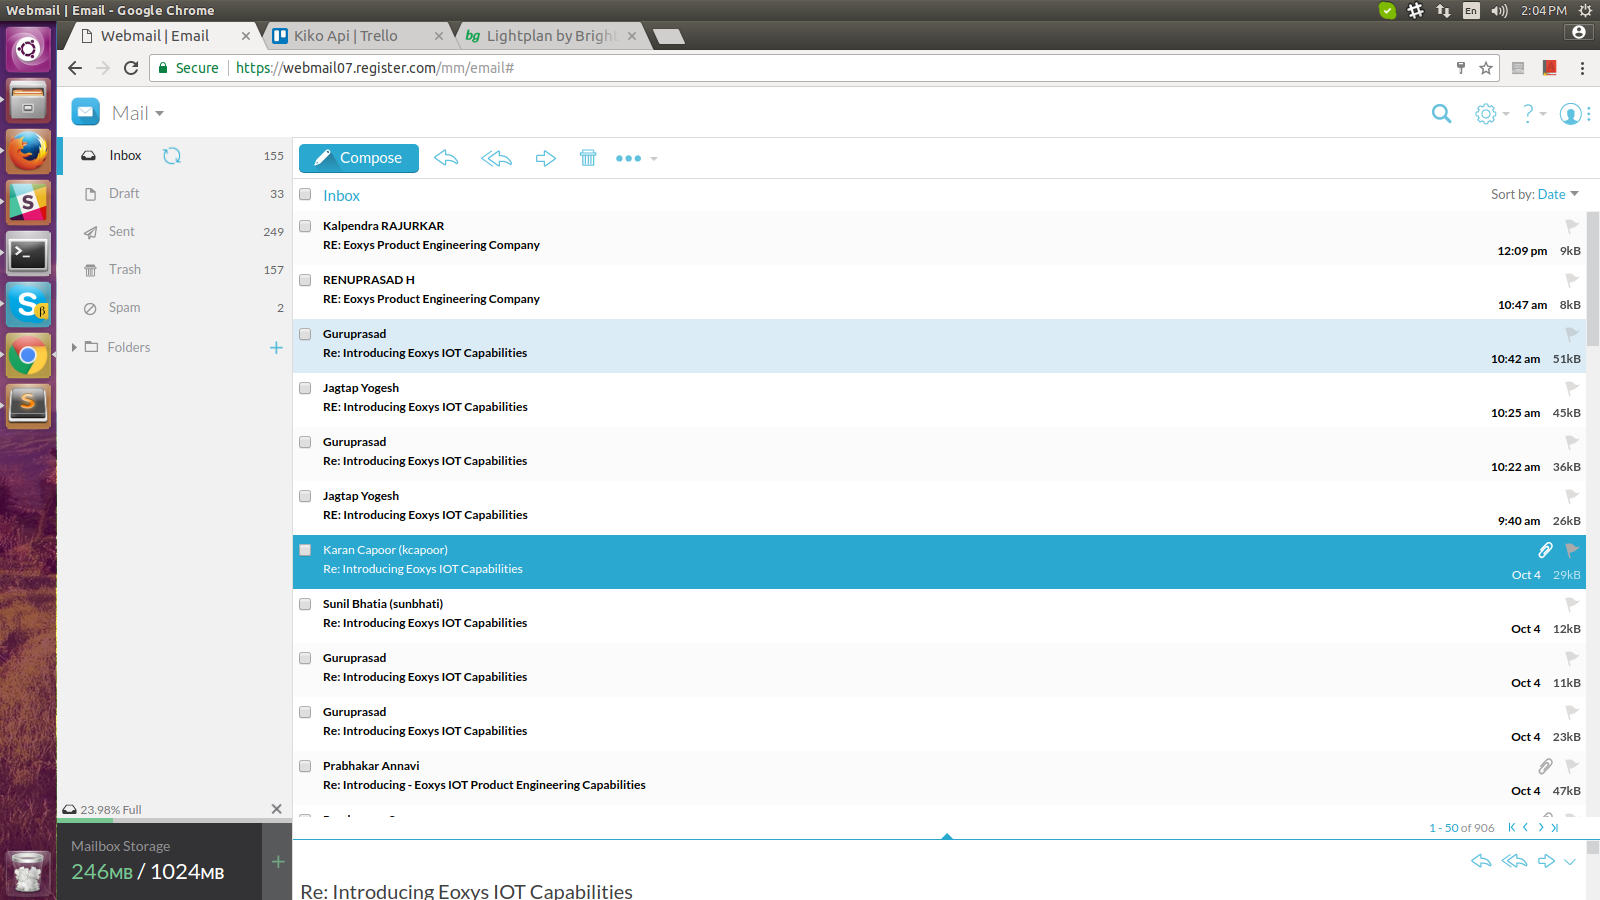 Webmail | Email - Google Chrome
En
2:04 PM
Webmail | Email
Kiko Api | Trello
bg Lightplan by Bright
Secure
https://webmail07.register.com/mm/email#
Mail
Inbox 155
Draft 33
Sent 249
Trash 157
Spam 2
Folders
23.98% Full
Mailbox Storage
246MB / 1024MB
Compose
Inbox
Sort by: Date
Kalpendra RAJURKAR
RE: Eoxys Product Engineering Company
12:09 pm 9kB
RENUPRASAD H
RE: Eoxys Product Engineering Company
10:47 am 8kB
Guruprasad
Re: Introducing Eoxys IOT Capabilities
10:42 am 51kB
Jagtap Yogesh
RE: Introducing Eoxys IOT Capabilities
10:25 am 45kB
Guruprasad
Re: Introducing Eoxys IOT Capabilities
10:22 am 36kB
Jagtap Yogesh
RE: Introducing Eoxys IOT Capabilities
9:40 am 26kB
Karan Capoor (kcapoor)
Re: Introducing Eoxys IOT Capabilities
Oct 4 29kB
Sunil Bhatia (sunbhati)
Re: Introducing Eoxys IOT Capabilities
Oct 4 12kB
Guruprasad
Re: Introducing Eoxys IOT Capabilities
Oct 4 11kB
Guruprasad
Re: Introducing Eoxys IOT Capabilities
Oct 4 23kB
Prabhakar Annavi
Re: Introducing - Eoxys IOT Product Engineering Capabilities
Oct 4 47kB
1 - 50 of 906
Re: Introducing Eoxys IOT Capabilities